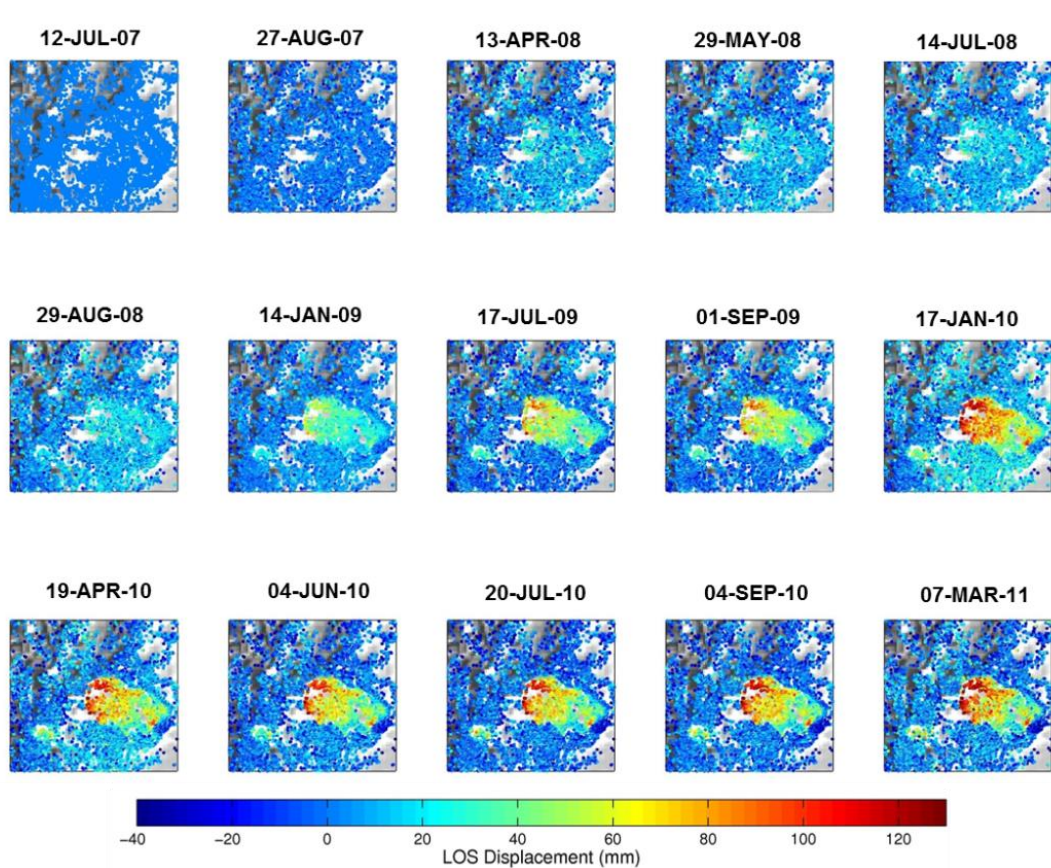 12-JUL-07 27-AUG-07 13-APR-08 29-MAY-08 14-JUL-08
29-AUG-08 14-JAN-09 17-JUL-09 01-SEP-09 17-JAN-10
19-APR-10 04-JUN-10 20-JUL-10 04-SEP-10 07-MAR-11
−40 −20 0 20 40 60 80 100 120
LOS Displacement (mm)